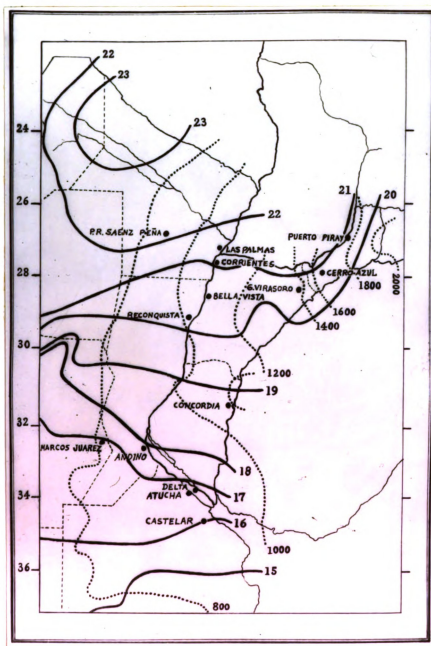 22
23
24
23
21
20
26
22
P.R. SAENZ PEÑA
PUERTO PIRAY
LAS PALMAS
CORRIENTES
CERRO AZUL
28
G. VIRASORO
1800
2000
BELLA VISTA
1600
RECONQUISTA
1400
30
1200
19
CONCORDIA
32
MARCOS JUAREZ
ANDINO
18
DELTA
17
34
ATUCHA
CASTELAR
16
1000
36
15
800